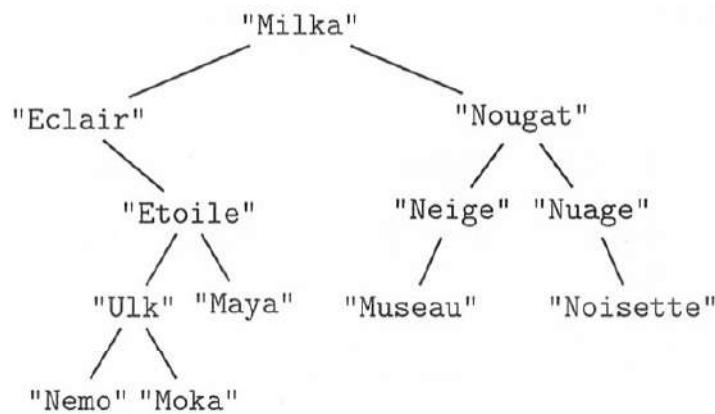 "Milka"
"Eclair" "Nougat"
"Etoile" "Neige" "Nuage"
"Ulk" "Maya" "Museau" "Noisette"
"Nemo" "Moka"